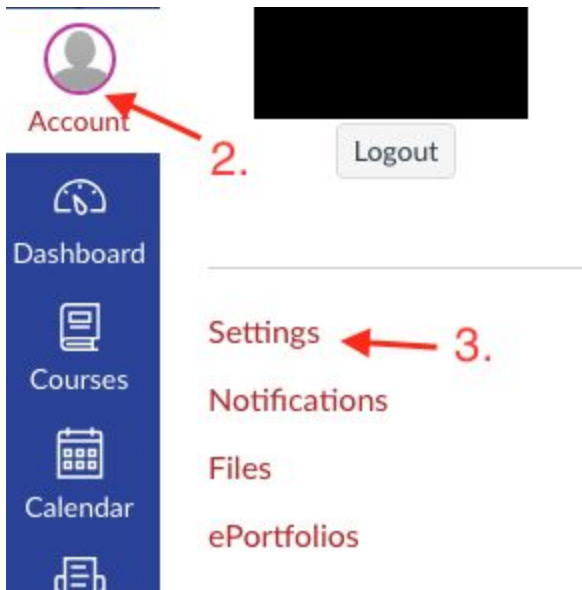 Account
2.
Logout
Dashboard
Settings
3.
Courses
Notifications
Files
Calendar
ePortfolios